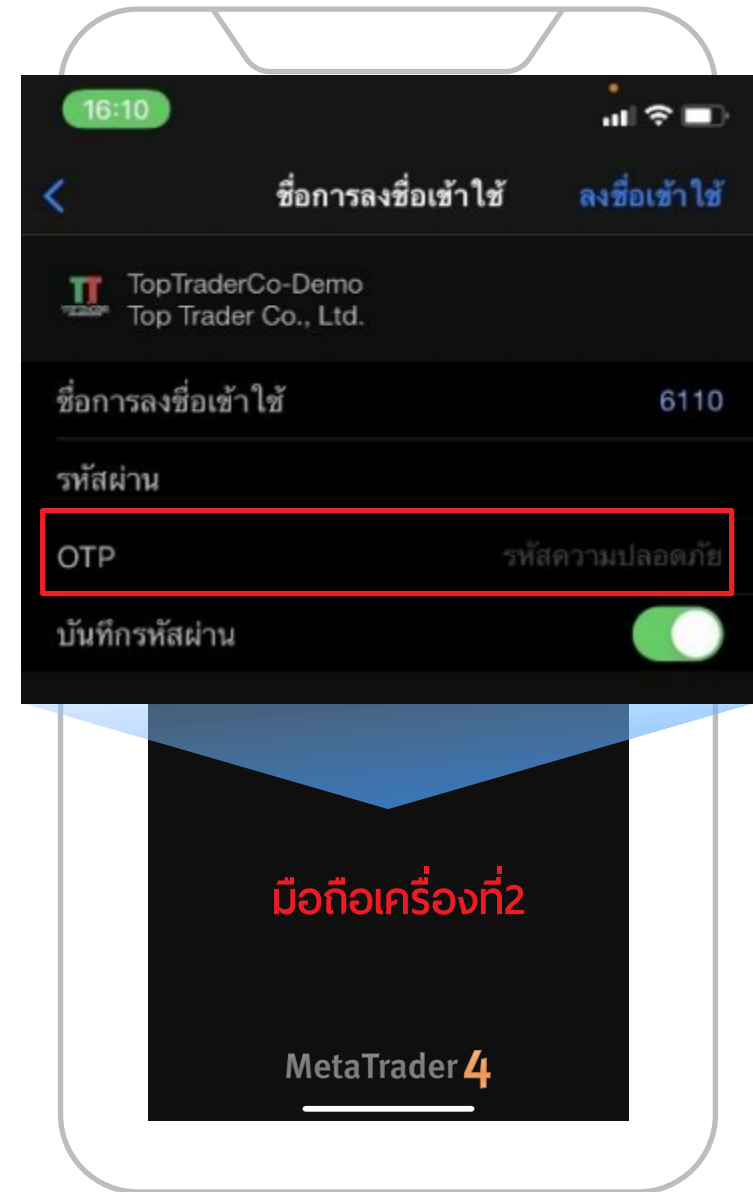 16:10
ชื่อการลงชื่อเข้าใช้ ลงชื่อเข้าใช้
TopTraderCo-Demo
Top Trader Co., Ltd.
ชื่อการลงชื่อเข้าใช้ 6110
รหัสผ่าน
OTP รหัสความปลอดภัย
บันทึกรหัสผ่าน
มือถือเครื่องที่2
MetaTrader 4